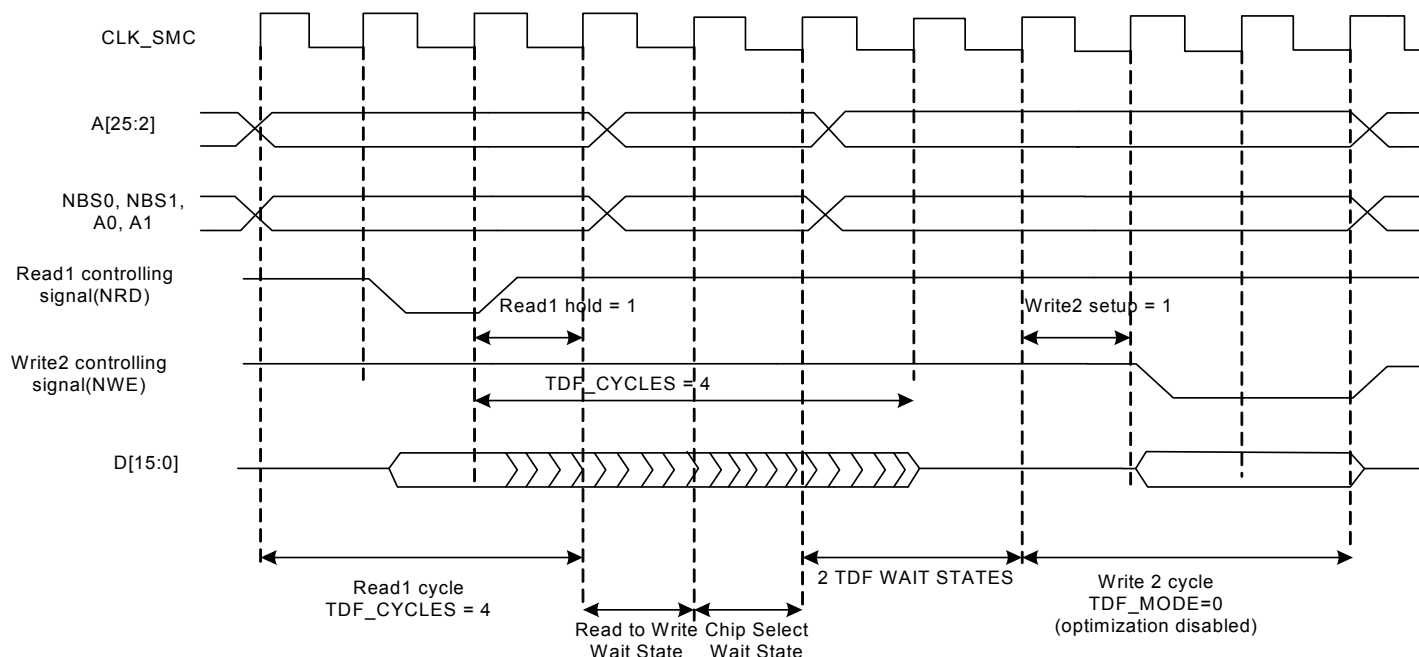 CLK_SMC
A[25:2]
NBS0, NBS1,
A0, A1
Read1 controlling
signal(NRD)
Read1 hold = 1
Write2 setup = 1
Write2 controlling
signal(NWE)
TDF_CYCLES = 4
D[15:0]
Read1 cycle
TDF_CYCLES = 4
2 TDF WAIT STATES
Write 2 cycle
TDF_MODE=0
(optimization disabled)
Read to Write
Wait State
Chip Select
Wait State